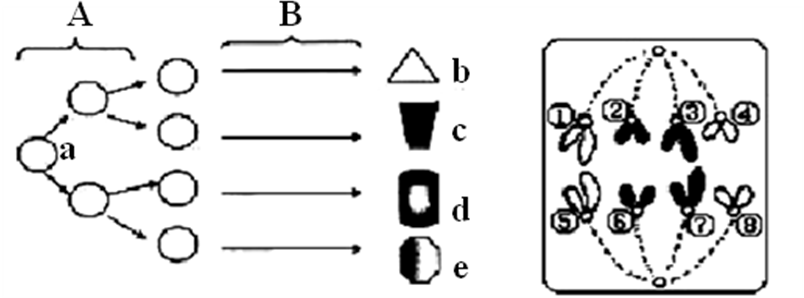 A
B
a
b
c
d
e
① ② ③ ④
⑤ ⑥ ⑦ ⑧